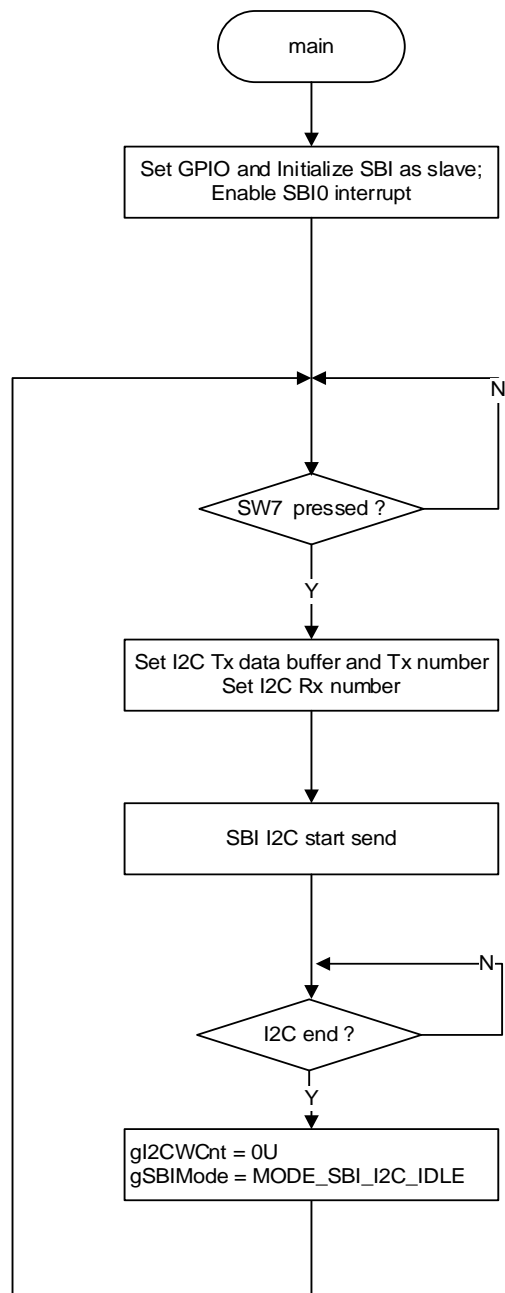 main
Set GPIO and Initialize SBI as slave;
Enable SBI0 interrupt
N
SW7 pressed ?
Y
Set I2C Tx data buffer and Tx number
Set I2C Rx number
SBI I2C start send
N
I2C end ?
Y
gI2CWCnt = 0U
gSBIMode = MODE_SBI_I2C_IDLE